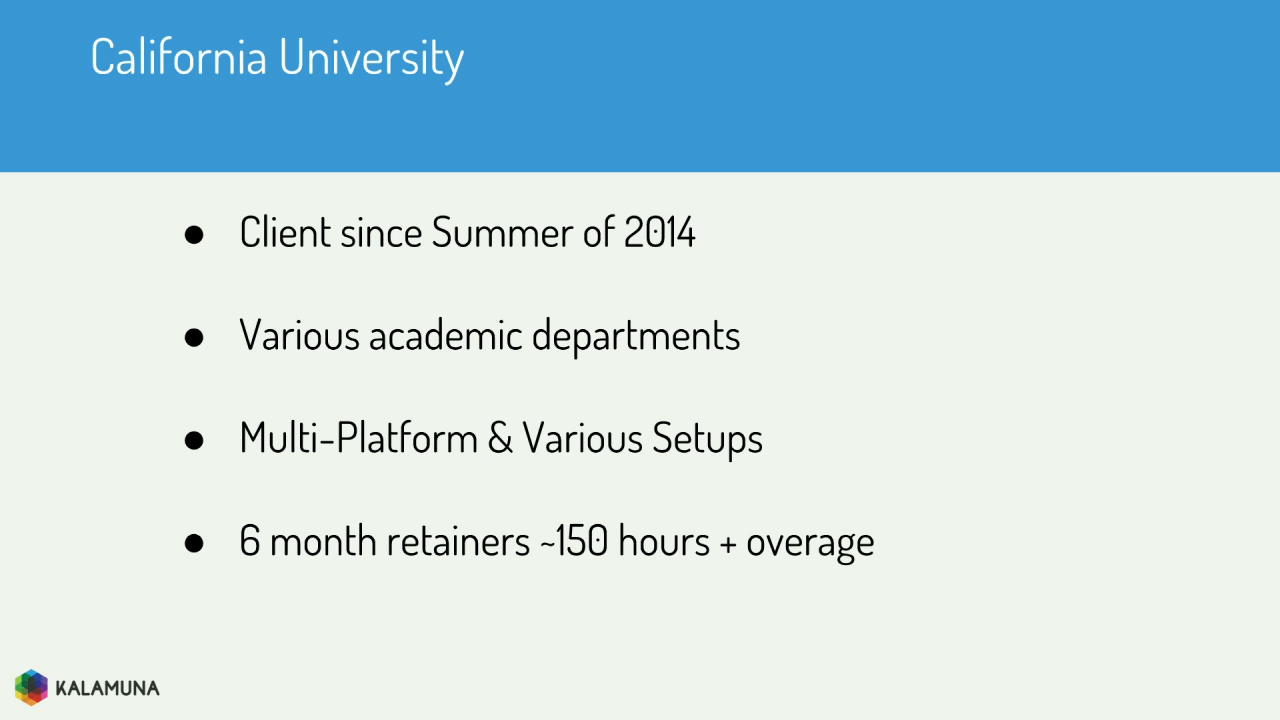 California University
● Client since Summer of 2014
● Various academic departments
● Multi-Platform & Various Setups
● 6 month retainers ~150 hours + overage
KALAMUNA